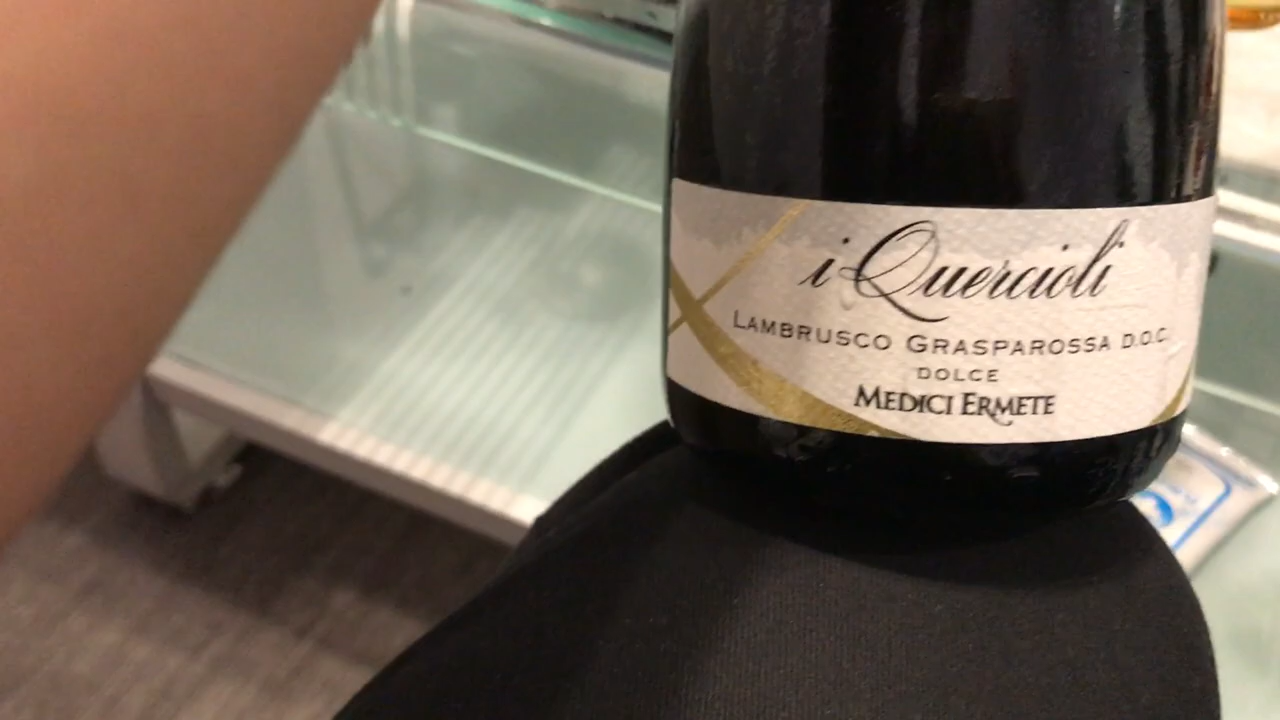 i Quercioli
LAMBRUSCO GRASPAROSSA D.O.C.
DOLCE
MEDICI ERMETE